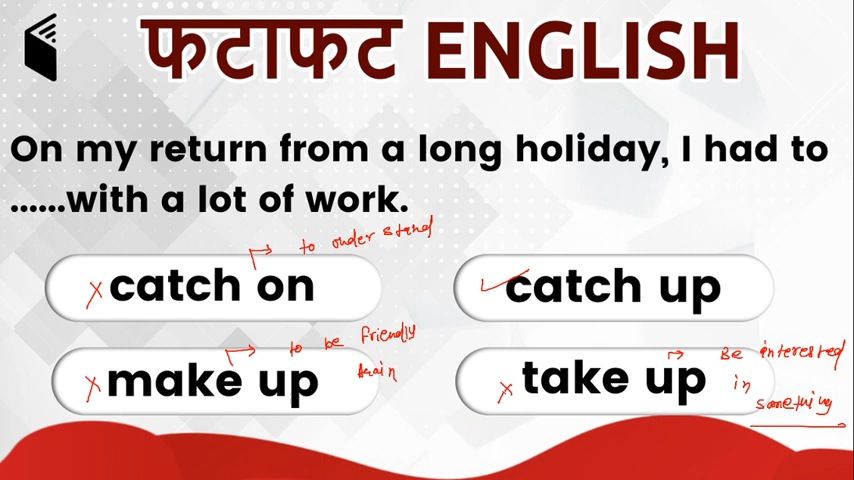 फटाफट ENGLISH
On my return from a long holiday, I had to
......with a lot of work.
to understand
catch on
catch up
to be friendly
again
make up
Be interested
in
something
take up